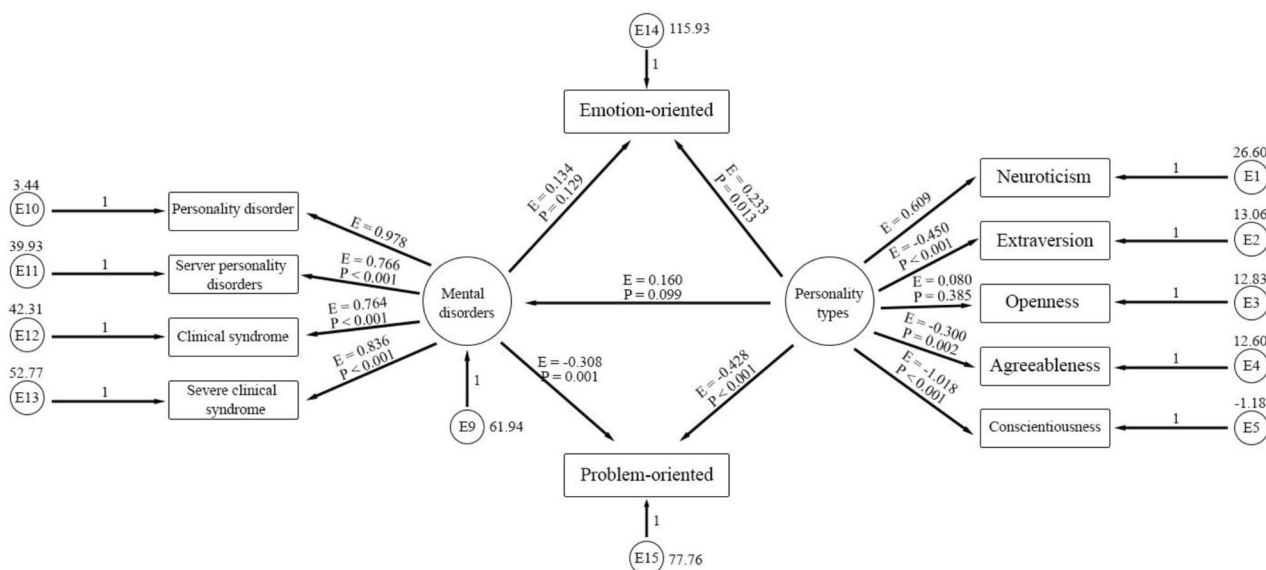 E14 115.93
1
Emotion-oriented
E = 0.134
P = 0.129
E = 0.233
P = 0.013
3.44
E10
1
Personality disorder
E = 0.978
39.93
E11
1
Server personality
disorders
E = 0.766
P < 0.001
42.31
E12
1
Clinical syndrome
E = 0.764
P < 0.001
52.77
E13
1
Severe clinical
syndrome
E = 0.836
P < 0.001
Mental
disorders
1
E9 61.94
E = 0.160
P = 0.099
Personality
types
E = -0.308
P = 0.001
E = -0.428
P < 0.001
Problem-oriented
1
E15 77.76
E = 0.609
Neuroticism
1
26.60
E1
E = -0.450
P < 0.001
Extraversion
1
13.06
E2
E = 0.080
P = 0.385
Openness
1
12.83
E3
E = -0.300
P = 0.002
Agreeableness
1
12.60
E4
E = -1.018
P < 0.001
Conscientiousness
1
-1.18
E5